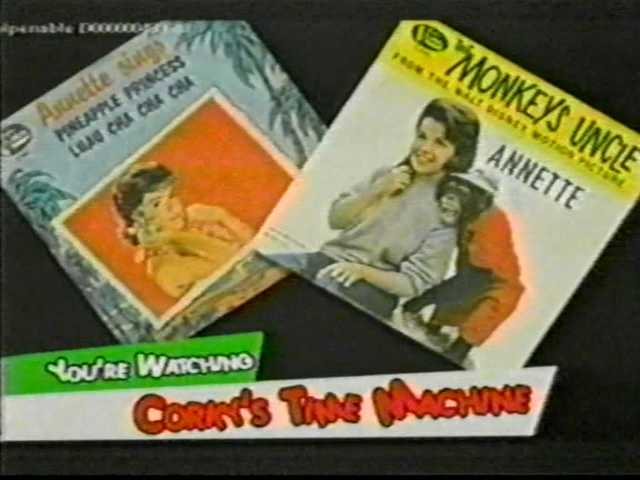 Annette sings
PINEAPPLE PRINCESS
LUAU CHA CHA CHA
THE
MONKEY'S UNCLE
FROM THE WALT DISNEY MOTION PICTURE
ANNETTE
YOU'RE WATCHING
CORKY'S TIME MACHINE